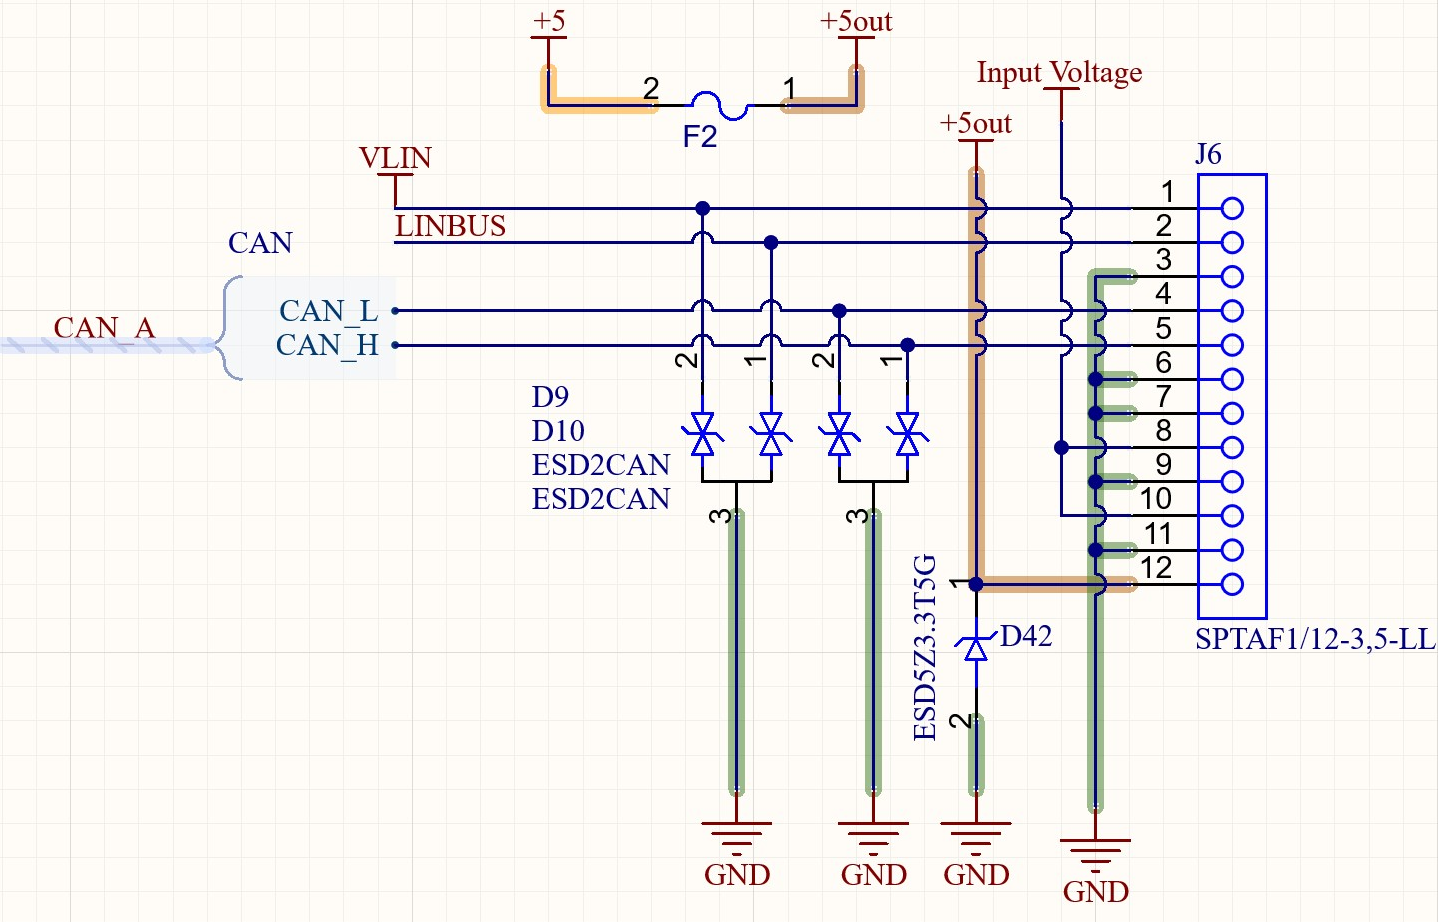 +5
+5out
Input Voltage
2
1
F2
+5out
VLIN
J6
1
LINBUS
2
CAN
3
CAN_L
4
CAN_A
CAN_H
5
2
1
2
1
6
D9
7
D10
8
ESD2CAN
9
ESD2CAN
10
3
3
11
12
1
ESD5Z3.3T5G
D42
SPTAF1/12-3,5-LL
2
GND
GND
GND
GND